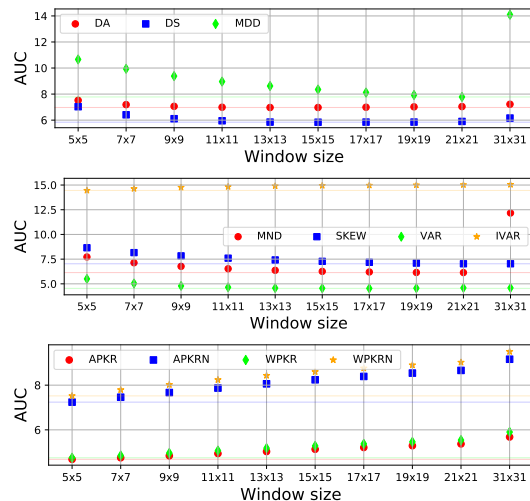 DA DS MDD
14
12
10
8
6
AUC
5x5 7x7 9x9 11x11 13x13 15x15 17x17 19x19 21x21 31x31
Window size
15.0
12.5
10.0
7.5
5.0
AUC
MND SKEW VAR IVAR
5x5 7x7 9x9 11x11 13x13 15x15 17x17 19x19 21x21 31x31
Window size
APKR APKRN WPKR WPKRN
8
6
AUC
5x5 7x7 9x9 11x11 13x13 15x15 17x17 19x19 21x21 31x31
Window size